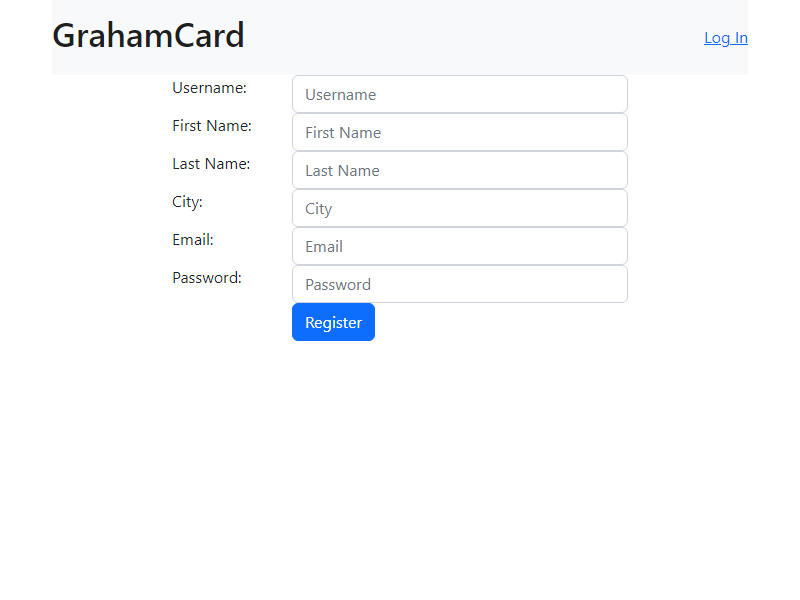 GrahamCard
Log In
Username:
Username
First Name:
First Name
Last Name:
Last Name
City:
City
Email:
Email
Password:
Password
Register